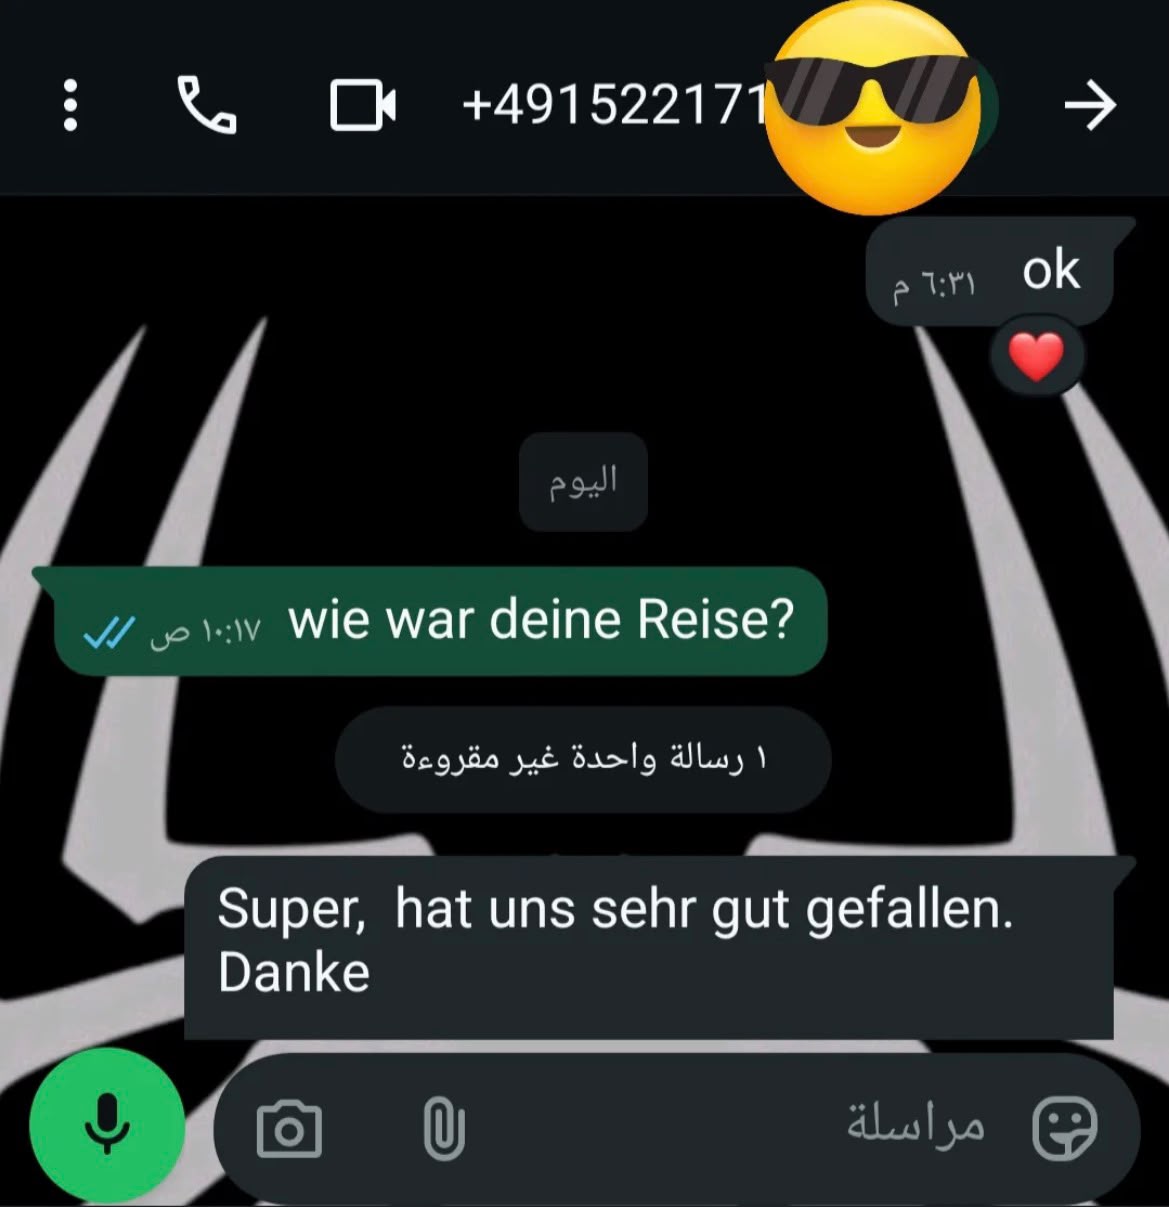 +491522171
ok
٦:٣١ م
اليوم
wie war deine Reise?
١٠:١٧ ص
١ رسالة واحدة غير مقروءة
Super,  hat uns sehr gut gefallen.
Danke
مراسلة